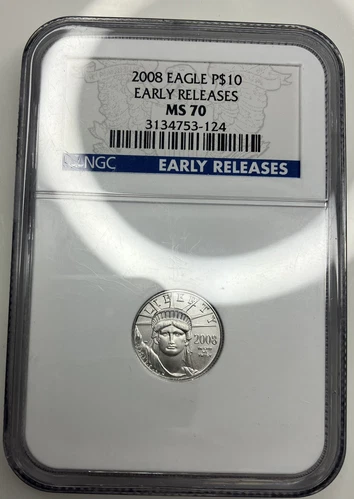 2008 EAGLE P$10
EARLY RELEASES
MS 70
3134753-124
NGC EARLY RELEASES
LIBERTY
2008